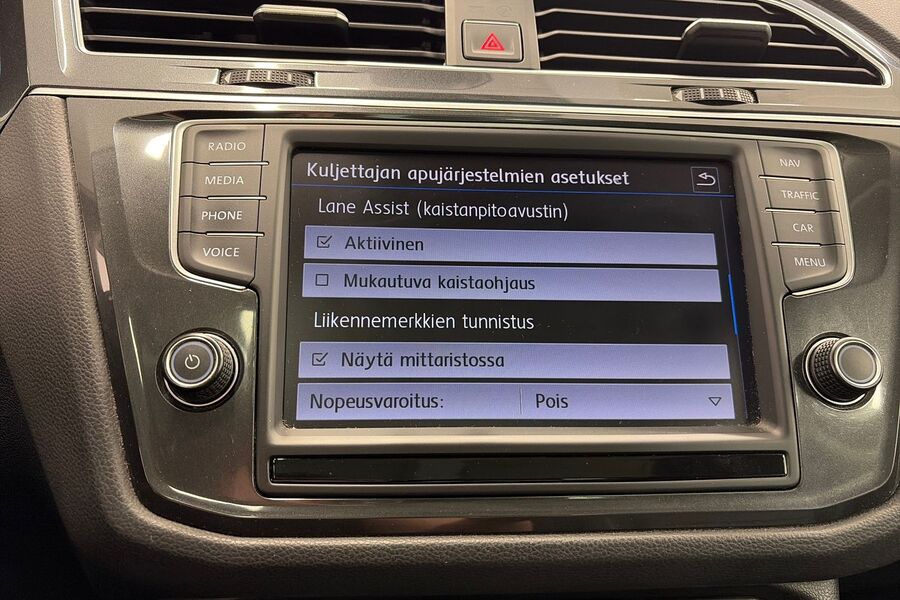 RADIO
MEDIA
PHONE
VOICE
Kuljettajan apujärjestelmien asetukset
Lane Assist (kaistanpitoavustin)
Aktiivinen
Mukautuva kaistaohjaus
Liikennemerkkien tunnistus
Näytä mittaristossa
Nopeusvaroitus: Pois
NAV
TRAFFIC
CAR
MENU